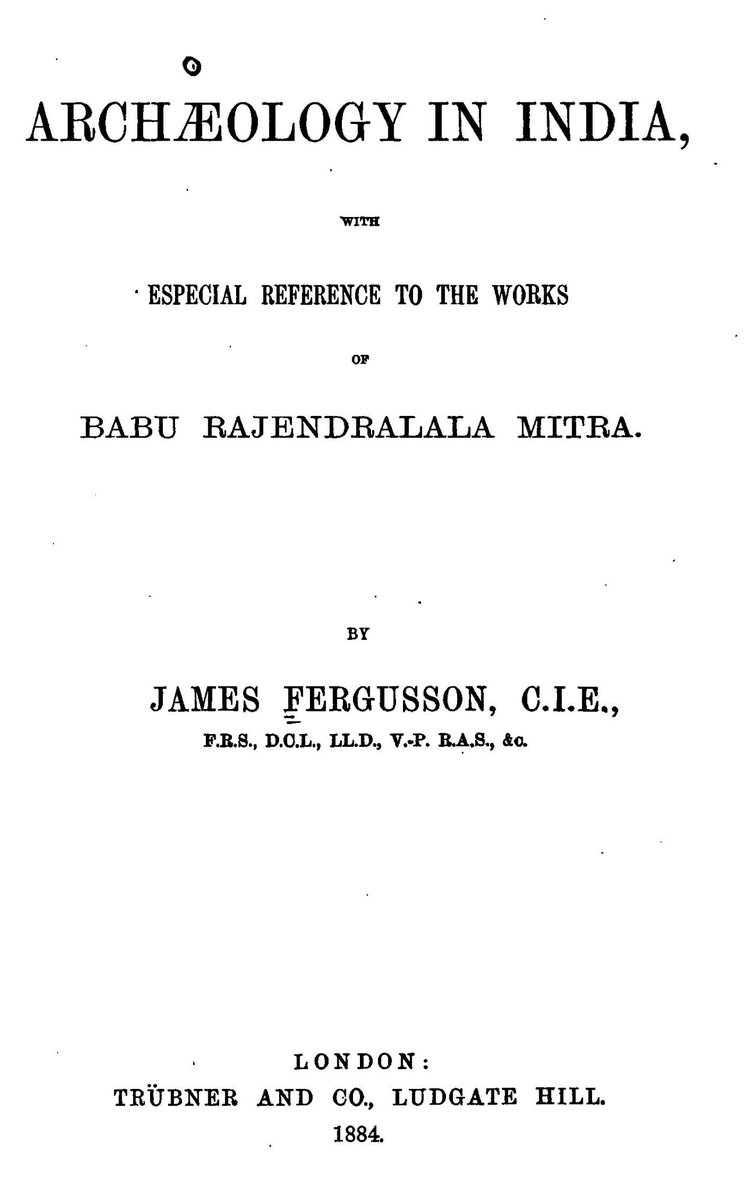 ARCHÆOLOGY IN INDIA,
WITH
ESPECIAL REFERENCE TO THE WORKS
OF
BABU RAJENDRALALA MITRA.
BY
JAMES FERGUSSON, C.I.E.,
F.R.S., D.C.L., LL.D., V.-P. R.A.S., &c.
LONDON:
TRÜBNER AND CO., LUDGATE HILL.
1884.